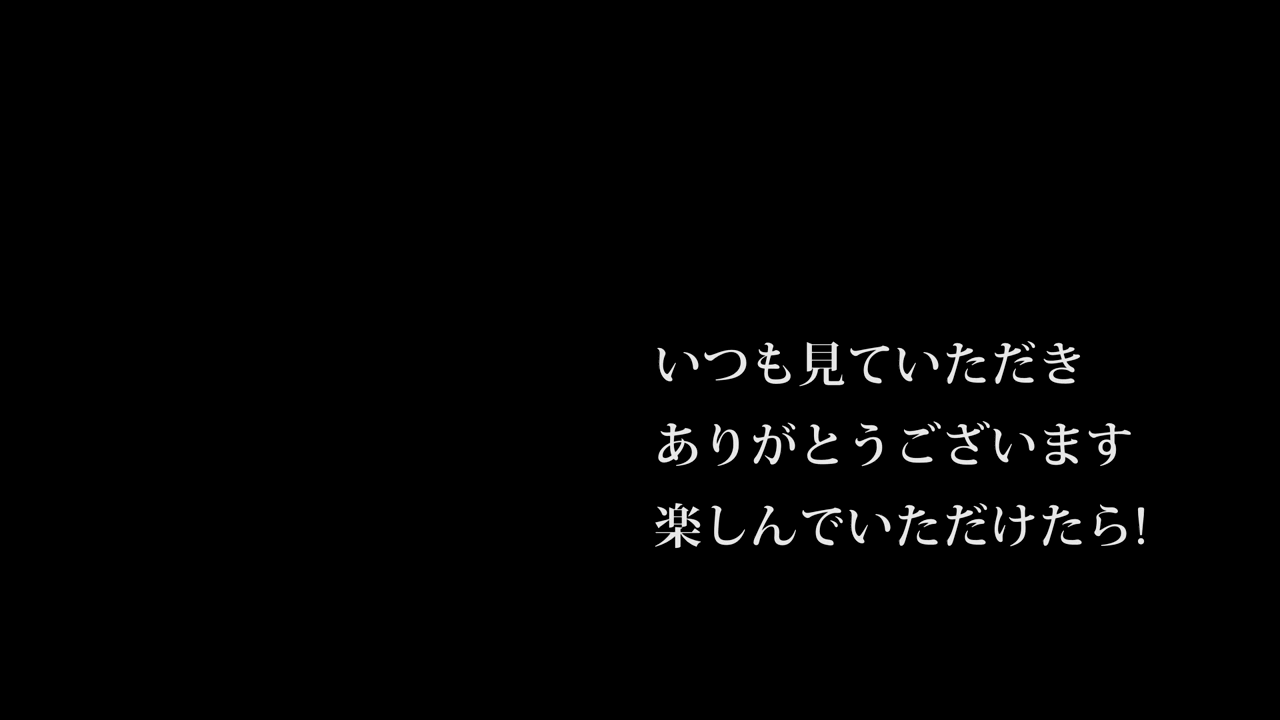 いつも見ていただき
ありがとうございます
楽しんでいただけたら!